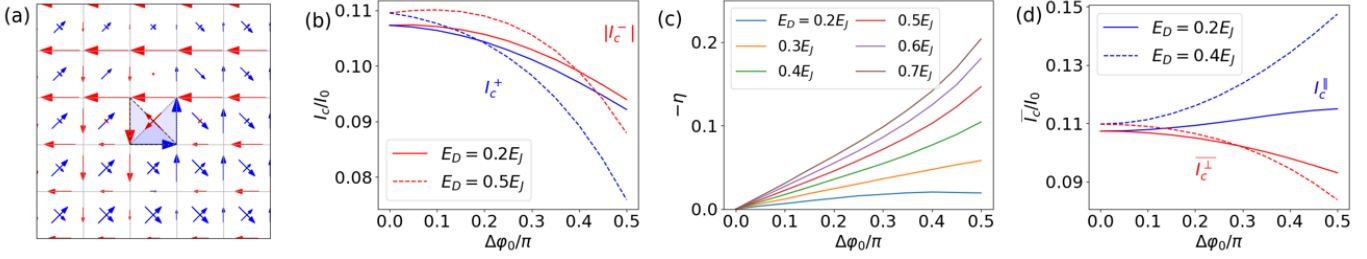 (a)
(b)
I_c/I_0
0.11
0.10
0.09
0.08
|I_c^-|
I_c^+
E_D = 0.2E_J
E_D = 0.5E_J
0.0 0.1 0.2 0.3 0.4 0.5
Δφ_0/π
(c)
−η
0.2
0.1
0.0
E_D = 0.2E_J
0.3E_J
0.4E_J
0.5E_J
0.6E_J
0.7E_J
0.0 0.1 0.2 0.3 0.4 0.5
Δφ_0/π
(d)
I̅_c/I_0
0.15
0.13
0.11
0.09
E_D = 0.2E_J
E_D = 0.4E_J
I_c^∥
\overline{I_c^⊥}
0.0 0.1 0.2 0.3 0.4 0.5
Δφ_0/π